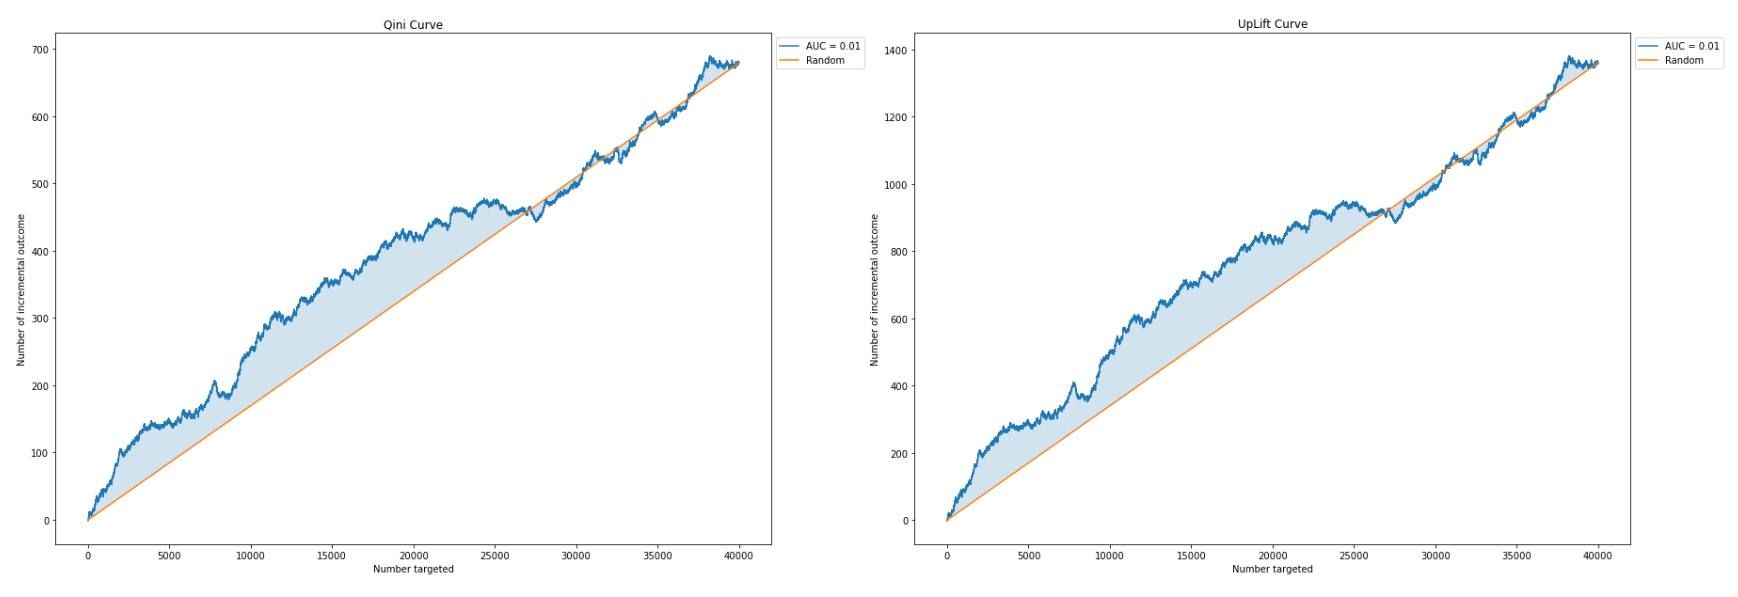 Qini Curve
AUC = 0.01
Random
700
600
500
400
300
200
100
0
Number of incremental outcome
0 5000 10000 15000 20000 25000 30000 35000 40000
Number targeted
UpLift Curve
AUC = 0.01
Random
1400
1200
1000
800
600
400
200
0
Number of incremental outcome
0 5000 10000 15000 20000 25000 30000 35000 40000
Number targeted